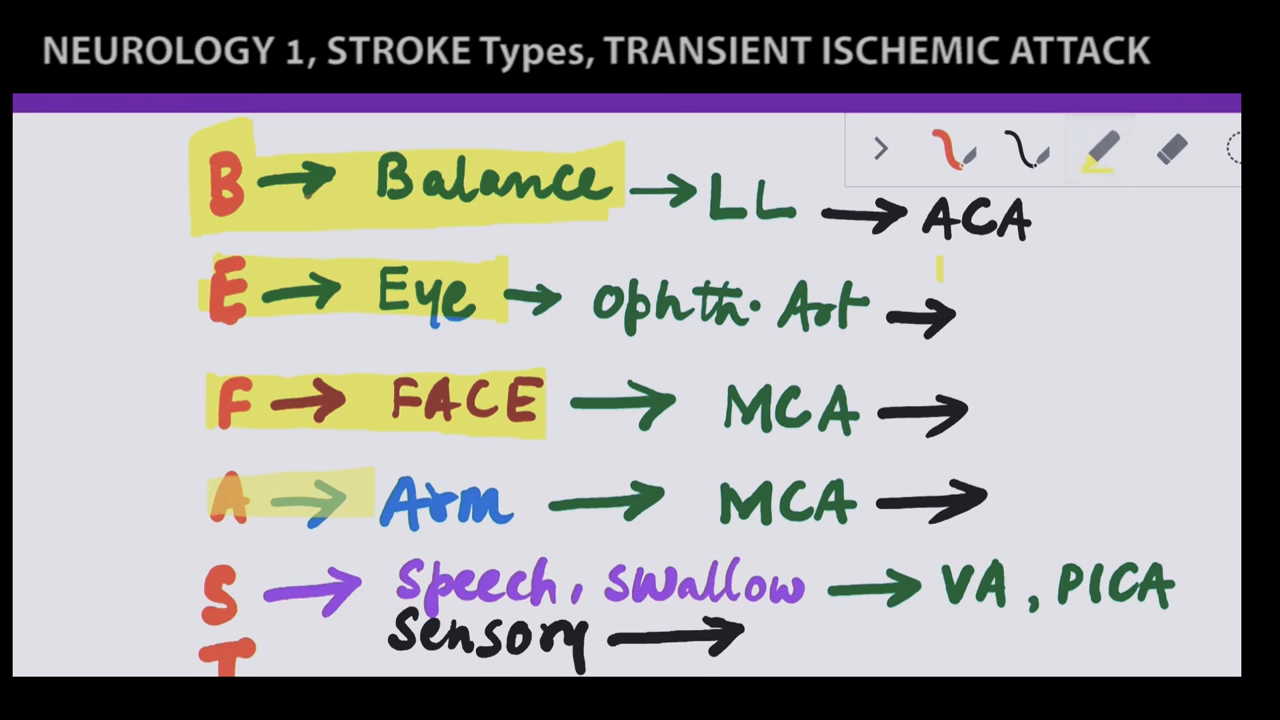 NEUROLOGY 1, STROKE Types, TRANSIENT ISCHEMIC ATTACK
B → Balance → LL → ACA
E → Eye → Ophth. Art →
F → FACE → MCA →
A → Arm → MCA →
S → Speech, swallow → VA, PICA
Sensory →
T